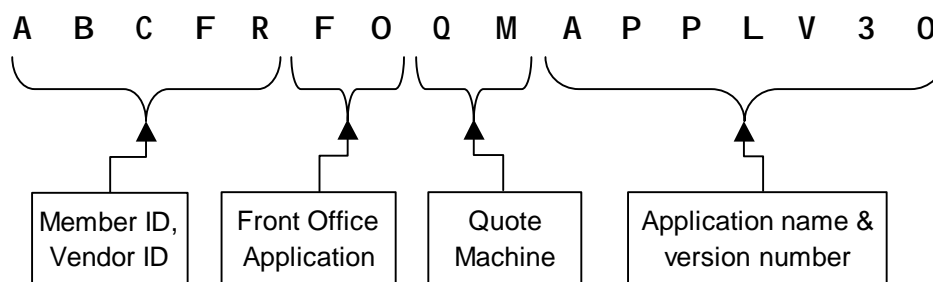 A B C F R F O Q M A P P L V 3 0
Member ID,
Vendor ID
Front Office
Application
Quote
Machine
Application name &
version number